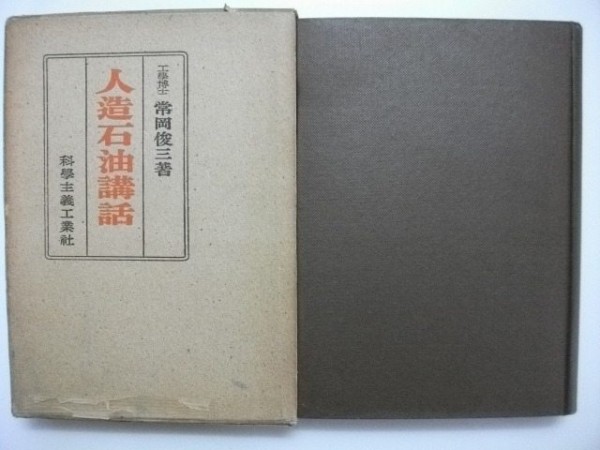 工學博士 常岡俊三著
人造石油講話
科學主義工業社